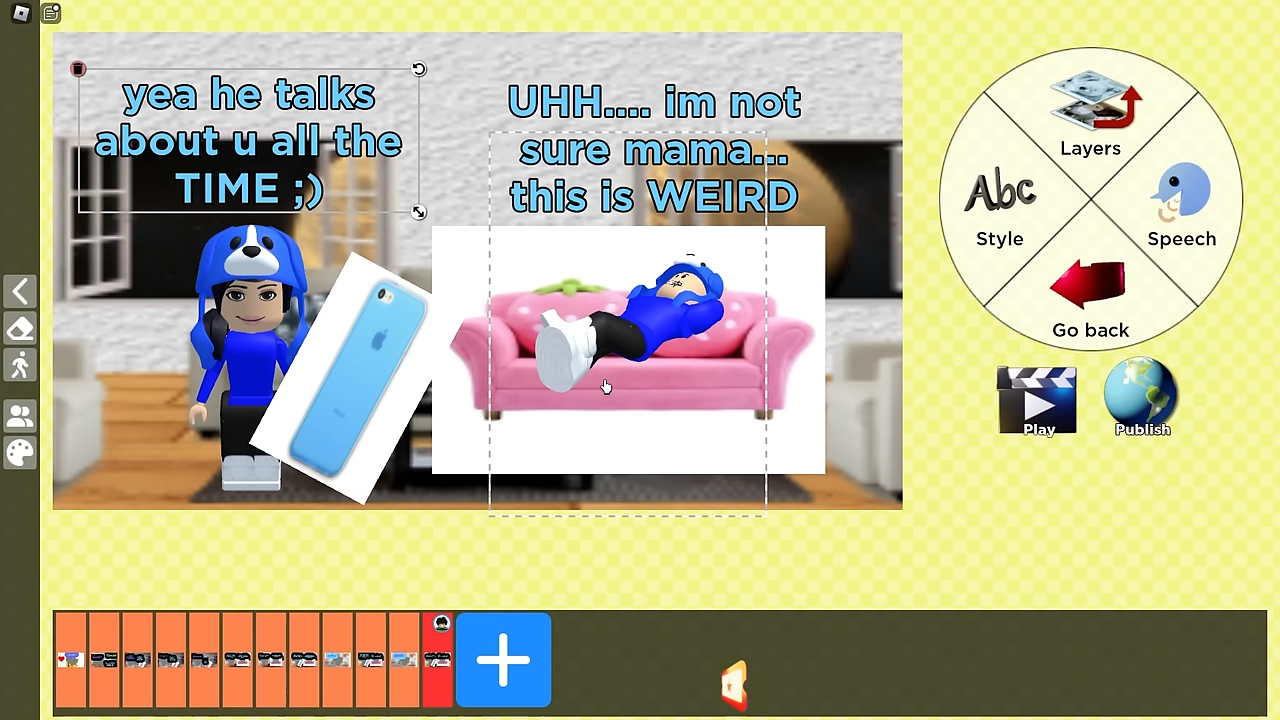 yea he talks
about u all the
TIME ;)
UHH.... im not
sure mama...
this is WEIRD
Layers
Abc
Style
Speech
Go back
Play
Publish